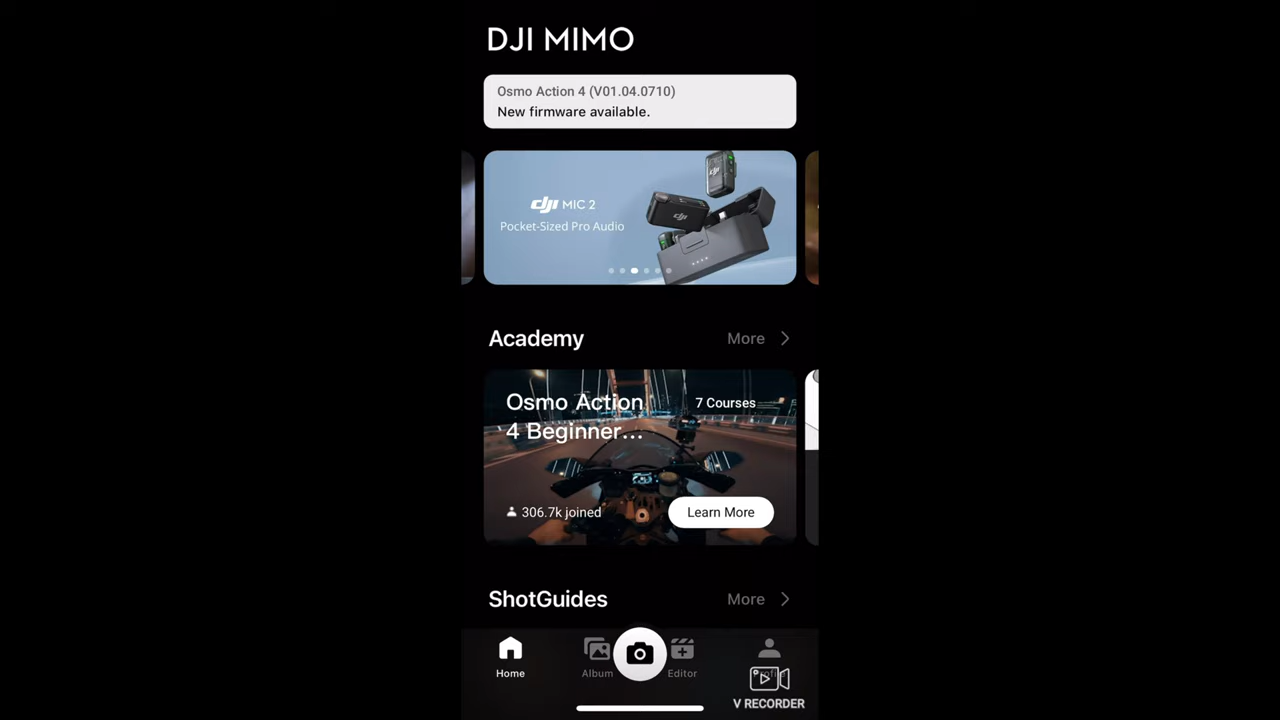 DJI MIMO
Osmo Action 4 (V01.04.0710)
New firmware available.
dji MIC 2
Pocket-Sized Pro Audio
Academy
More
Osmo Action
4 Beginner...
7 Courses
306.7k joined
Learn More
ShotGuides
More
Home
Album
Editor
V RECORDER